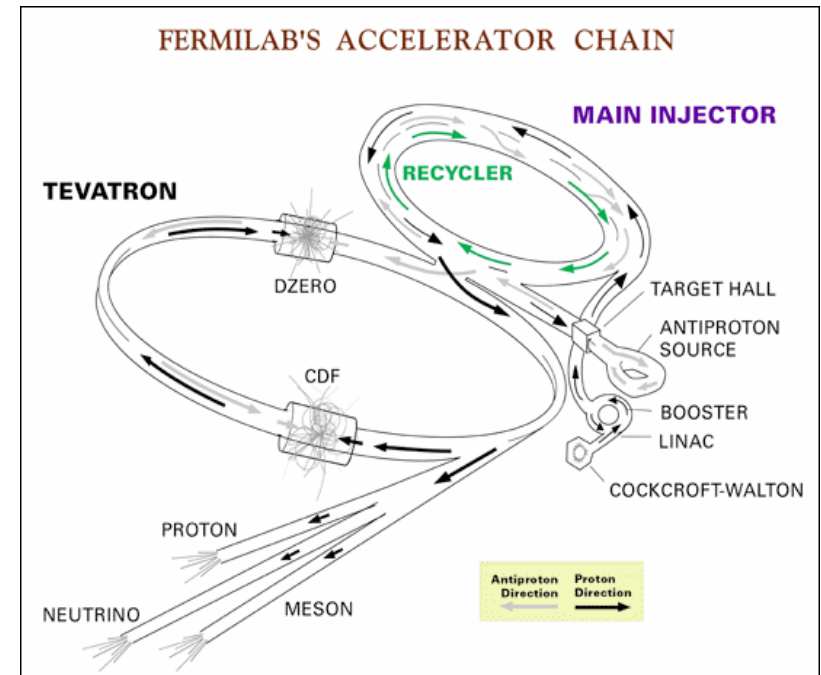 FERMILAB'S ACCELERATOR CHAIN
MAIN INJECTOR
RECYCLER
TEVATRON
DZERO
TARGET HALL
ANTIPROTON
SOURCE
CDF
BOOSTER
LINAC
COCKCROFT-WALTON
PROTON
NEUTRINO
MESON
Antiproton Proton
Direction Direction